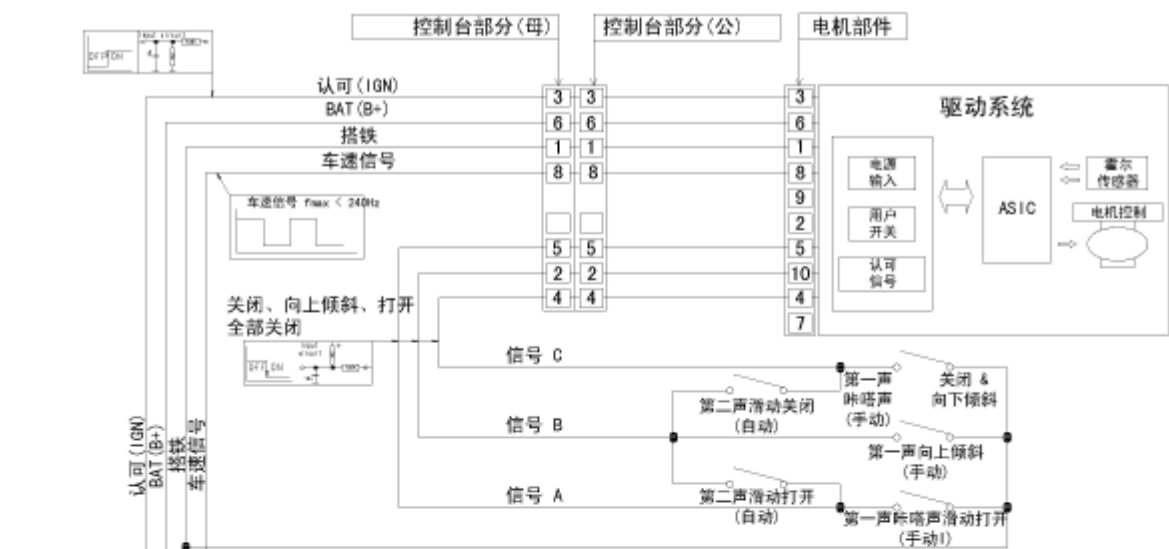 控制台部分(母)
控制台部分(公)
电机部件
OFF ON
认可(IGN)
BAT(B+)
搭铁
车速信号
3 3 3
6 6 6
1 1 1
8 8 8
9
2
5 5 5
2 2 10
4 4 4
7
驱动系统
电源
输入
用户
开关
认可
信号
ASIC
霍尔
传感器
电机控制
车速信号 fmax < 240Hz
关闭、向上倾斜、打开
全部关闭
OFF ON
信号 C
第一声
咔嗒声
(手动)
关闭 &
向下倾斜
第二声滑动关闭
(自动)
信号 B
第一声向上倾斜
(手动)
第二声滑动打开
(自动)
信号 A
第一声咔嗒声滑动打开
(手动)
认可(IGN)
BAT(B+)
搭铁
车速信号